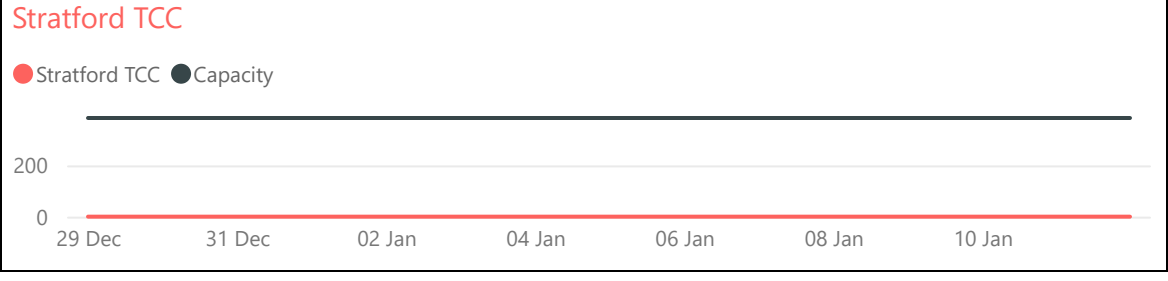 Stratford TCC
Stratford TCC Capacity
200
0
29 Dec 31 Dec 02 Jan 04 Jan 06 Jan 08 Jan 10 Jan